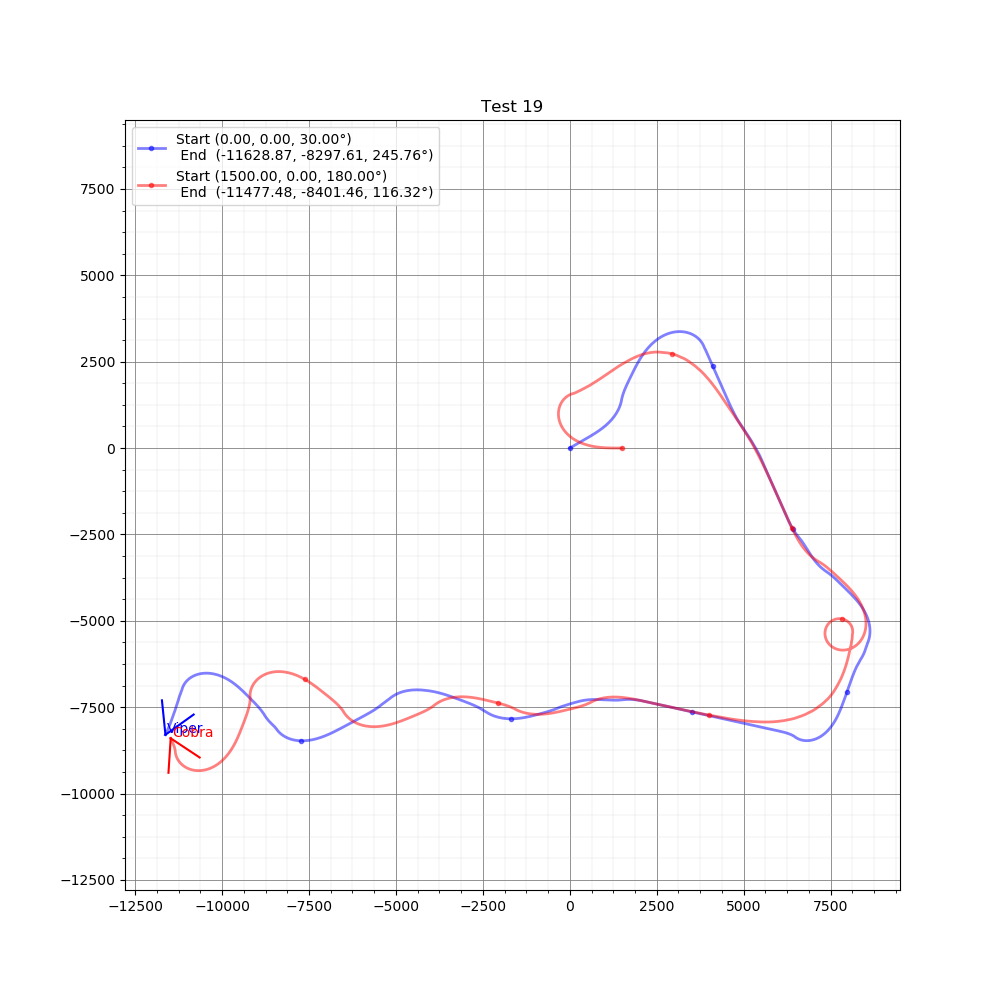 Test 19
Start (0.00, 0.00, 30.00°)
End (-11628.87, -8297.61, 245.76°)
Start (1500.00, 0.00, 180.00°)
End (-11477.48, -8401.46, 116.32°)
7500
5000
2500
0
−2500
−5000
−7500
−10000
−12500
Viper
Cobra
−12500 −10000 −7500 −5000 −2500 0 2500 5000 7500